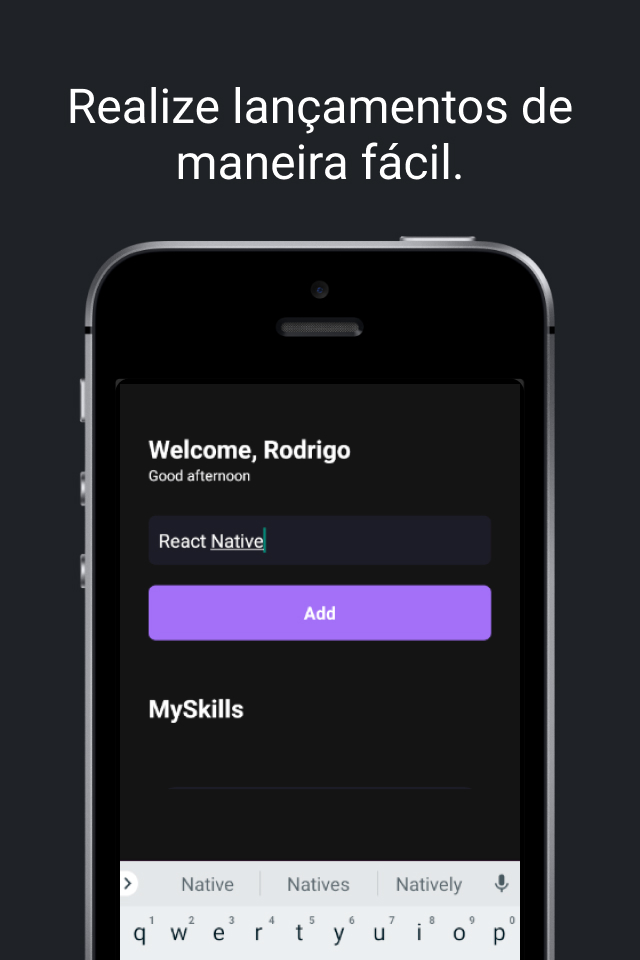 Realize lançamentos de
maneira fácil.
Welcome, Rodrigo
Good afternoon
React Native
Add
MySkills
Native Natives Natively
1 2 3 4 5 6 7 8 9 0
q w e r t y u i o p